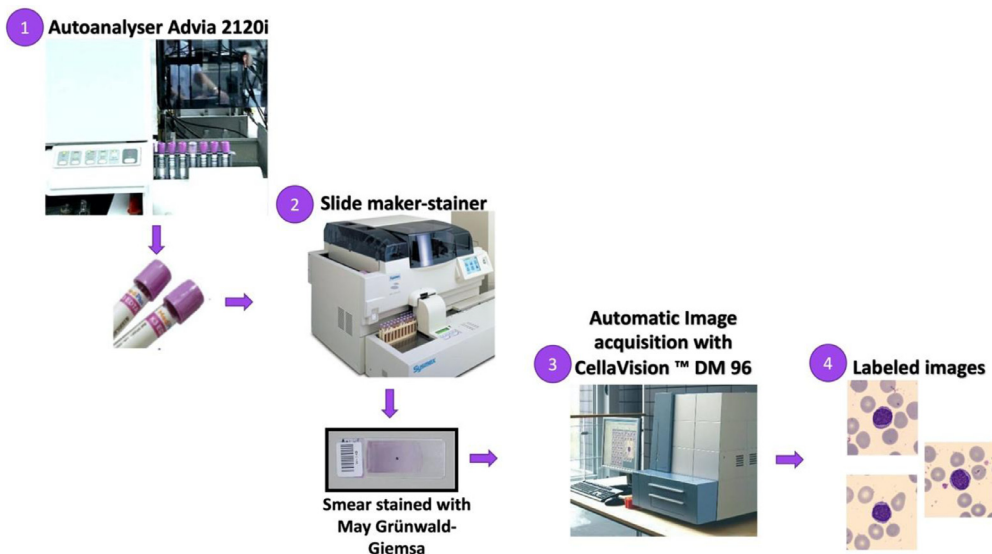 1
Autoanalyser Advia 2120i
2
Slide maker-stainer
Sysmex
Smear stained with
May Grünwald-
Giemsa
3
Automatic Image
acquisition with
CellaVision ™ DM 96
4
Labeled images